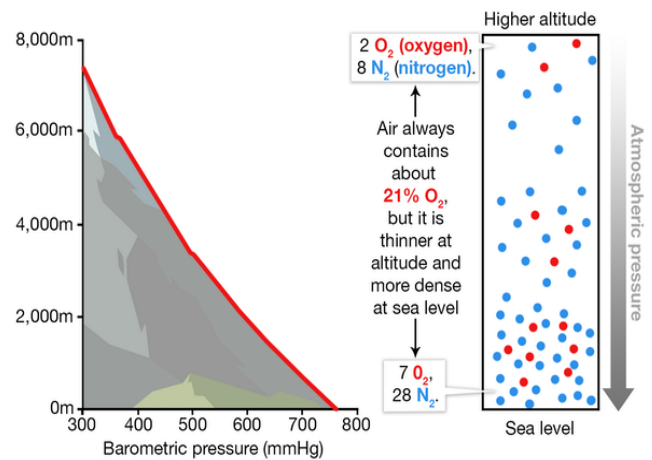 8,000m
6,000m
4,000m
2,000m
0m
300
400
500
600
700
800
Barometric pressure (mmHg)
2 O₂ (oxygen),
8 N₂ (nitrogen).
Air always
contains
about
21% O₂,
but it is
thinner at
altitude and
more dense
at sea level
7 0₂,
28 N₂.
Higher altitude
Sea level
Atmospheric pressure